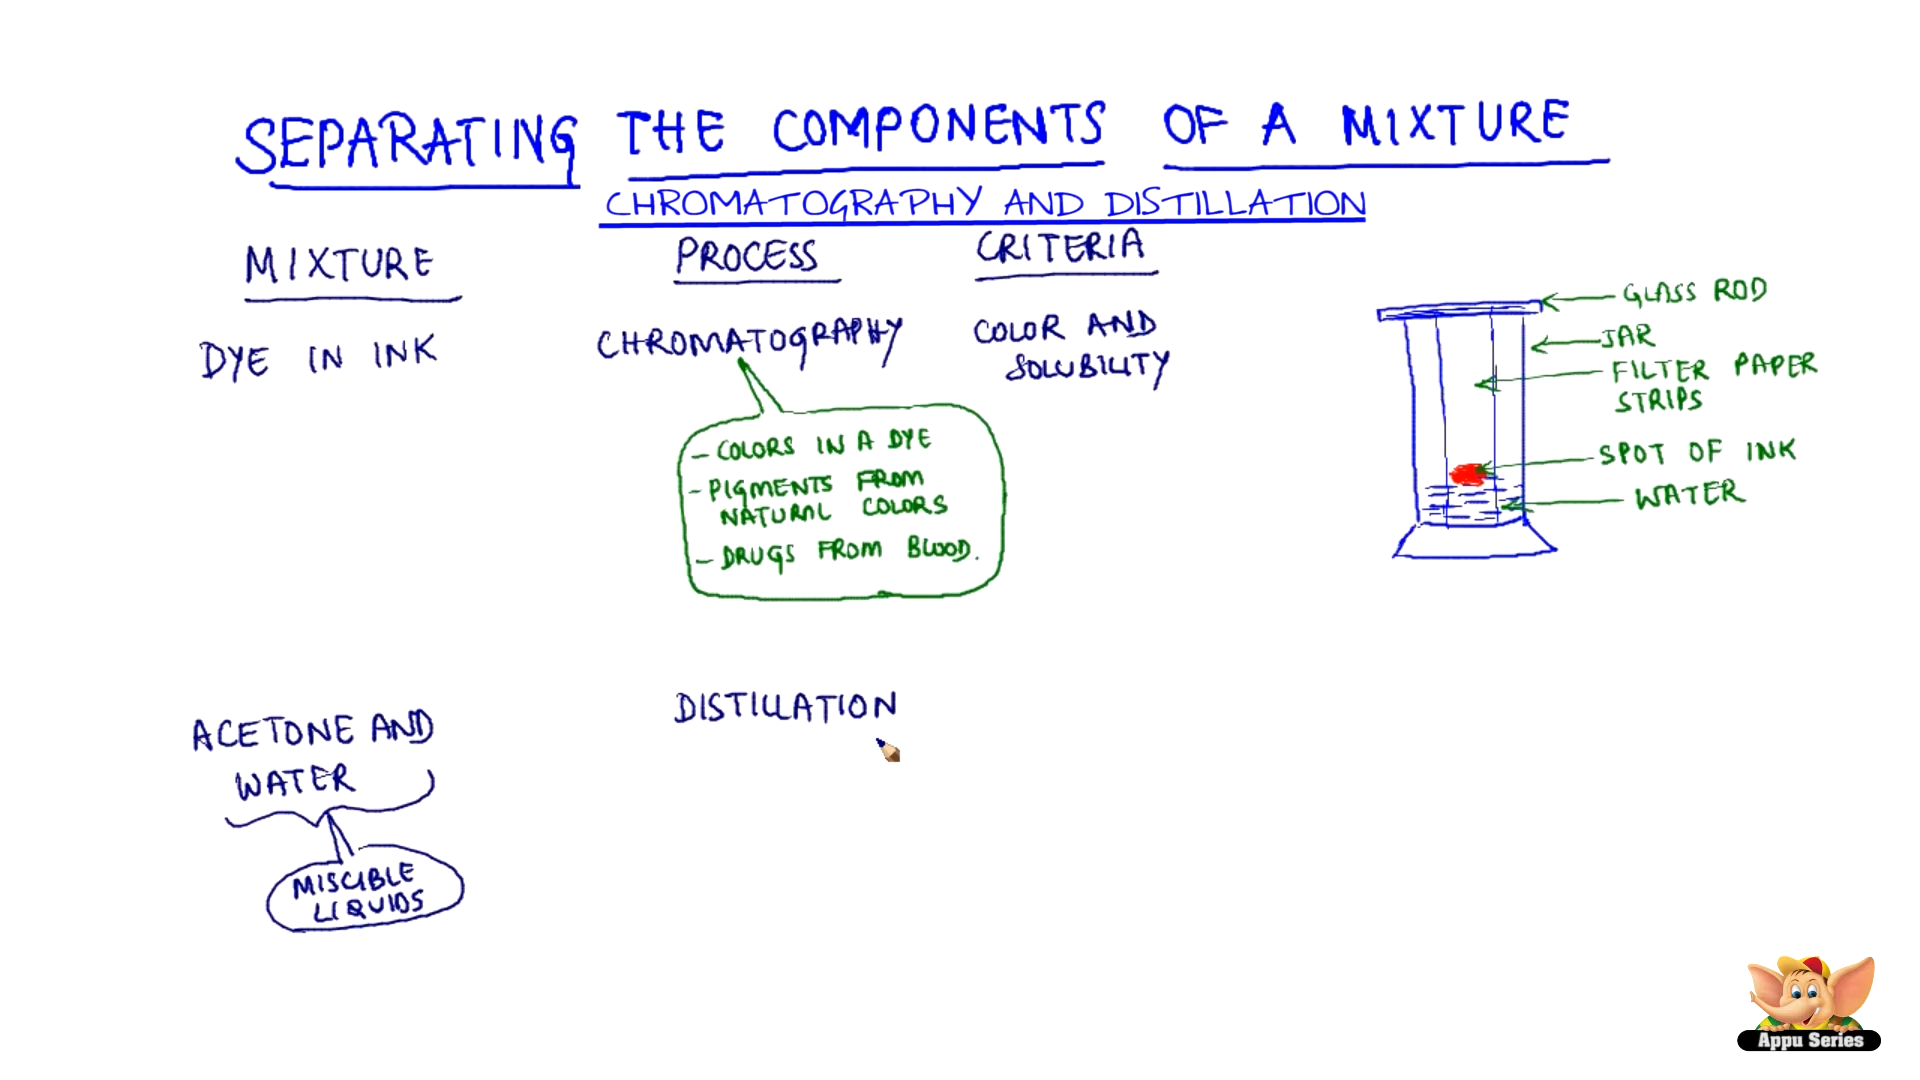 SEPARATING THE COMPONENTS OF A MIXTURE
CHROMATOGRAPHY AND DISTILLATION
MIXTURE
PROCESS
CRITERIA
DYE IN INK
CHROMATOGRAPHY
COLOR AND
SOLUBILITY
- COLORS IN A DYE
- PIGMENTS FROM
NATURAL COLORS
- DRUGS FROM BLOOD.
GLASS ROD
JAR
FILTER PAPER
STRIPS
SPOT OF INK
WATER
ACETONE AND
WATER
MISCIBLE
LIQUIDS
DISTILLATION
Appu Series